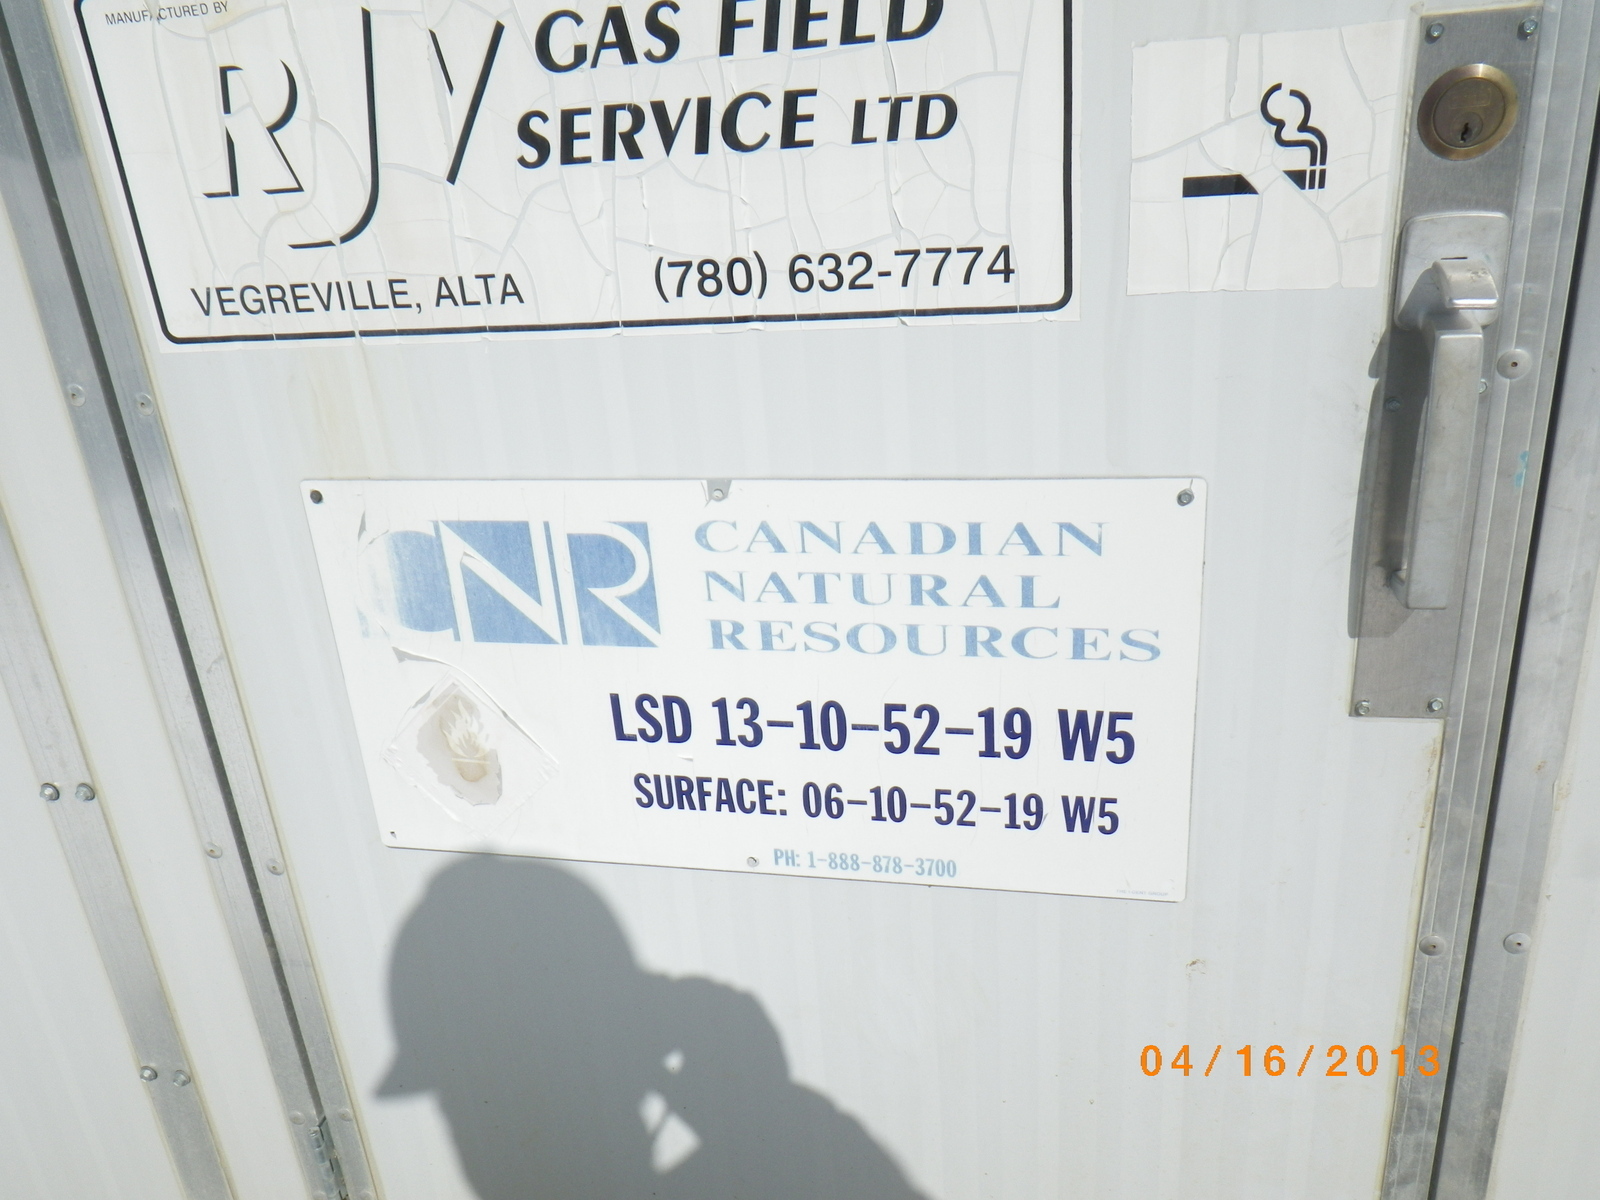 MANUFACTURED BY
RJV GAS FIELD
SERVICE LTD
VEGREVILLE, ALTA (780) 632-7774
CNR CANADIAN
NATURAL
RESOURCES
LSD 13-10-52-19 W5
SURFACE: 06-10-52-19 W5
PH: 1-888-878-3700
04/16/2013